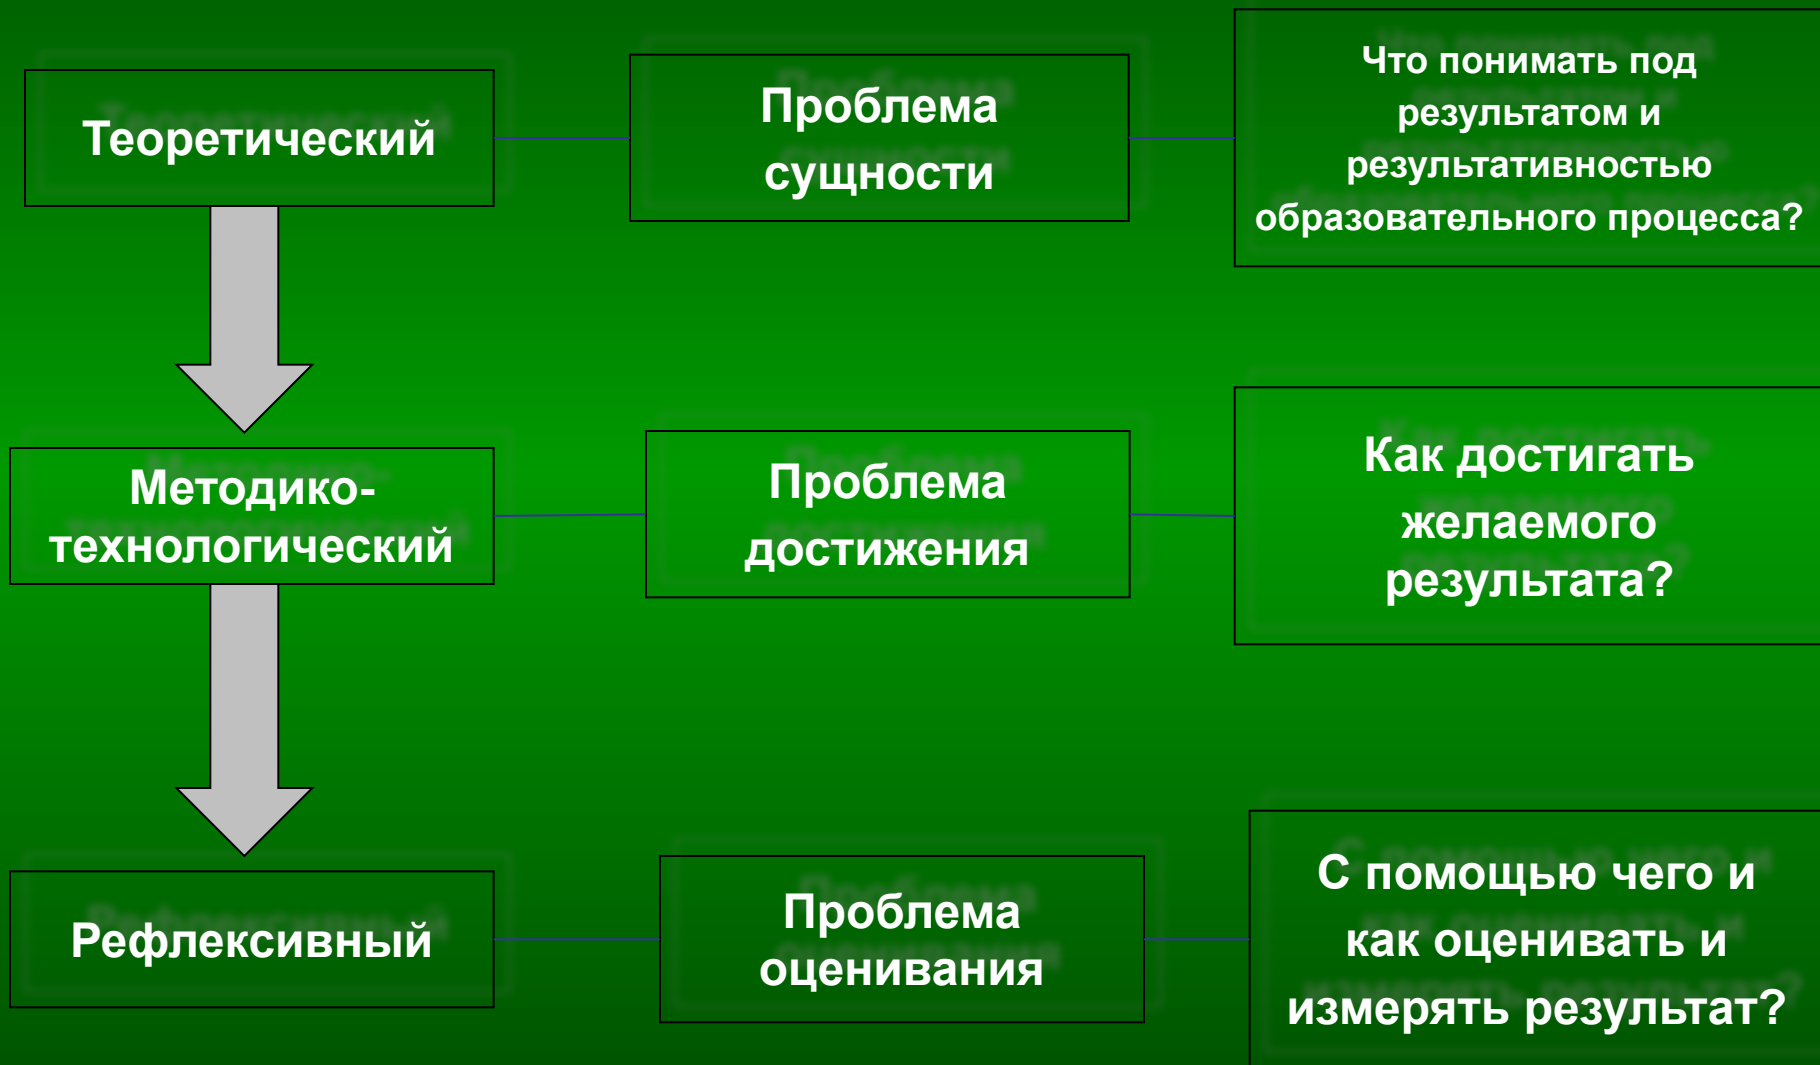 Теоретический
Проблема
сущности
Что понимать под
результатом и
результативностью
образовательного процесса?
Методико-
технологический
Проблема
достижения
Как достигать
желаемого
результата?
Рефлексивный
Проблема
оценивания
С помощью чего и
как оценивать и
измерять результат?